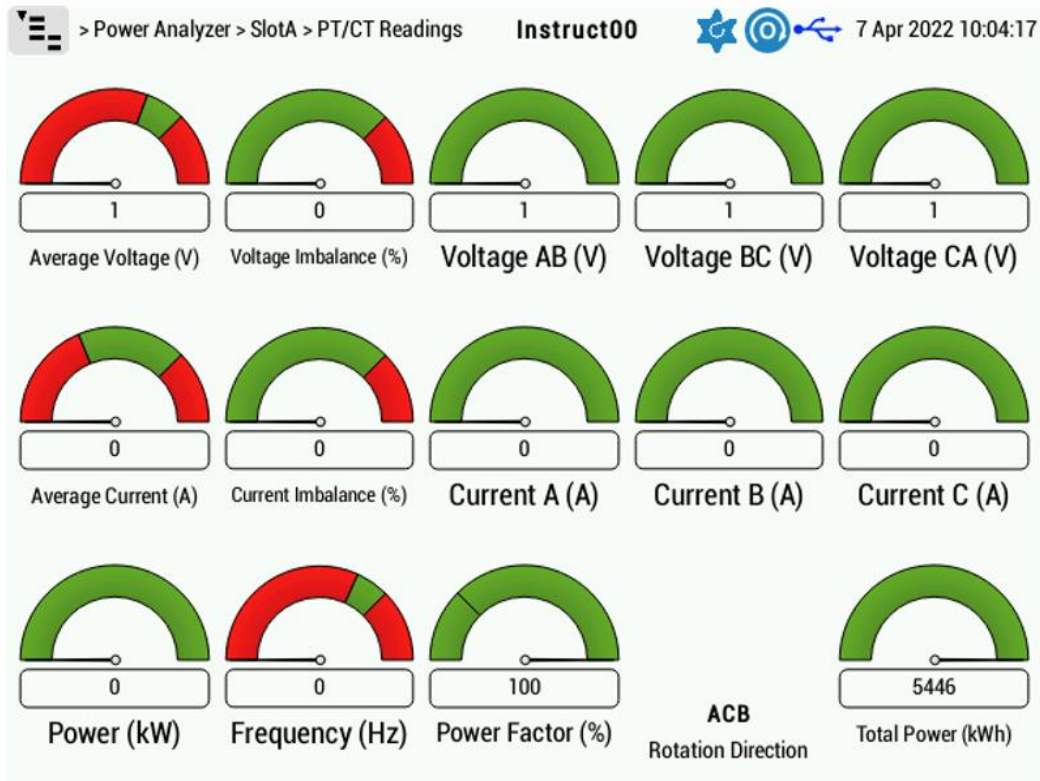 > Power Analyzer > SlotA > PT/CT Readings Instruct00 7 Apr 2022 10:04:17
1 0 1 1 1
Average Voltage (V) Voltage Imbalance (%) Voltage AB (V) Voltage BC (V) Voltage CA (V)
0 0 0 0 0
Average Current (A) Current Imbalance (%) Current A (A) Current B (A) Current C (A)
0 0 100 5446
Power (kW) Frequency (Hz) Power Factor (%) ACB Total Power (kWh)
Rotation Direction